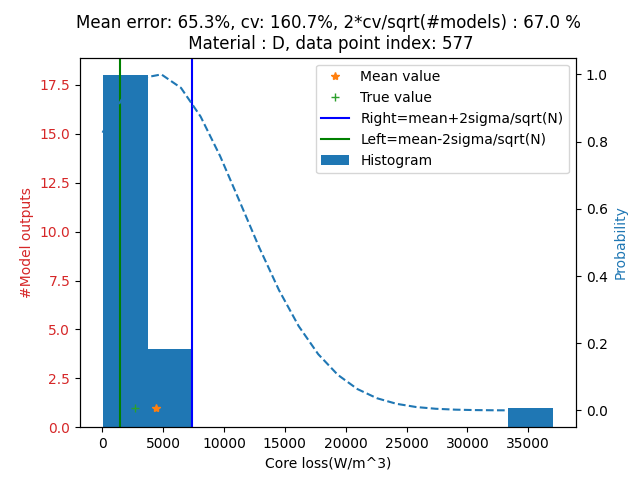 Mean error: 65.3%, cv: 160.7%, 2*cv/sqrt(#models) : 67.0 %
Material : D, data point index: 577
Mean value
True value
Right=mean+2sigma/sqrt(N)
Left=mean-2sigma/sqrt(N)
Histogram
#Model outputs
17.5
15.0
12.5
10.0
7.5
5.0
2.5
0.0
1.0
0.8
0.6
0.4
0.2
0.0
Probability
0 5000 10000 15000 20000 25000 30000 35000
Core loss(W/m^3)